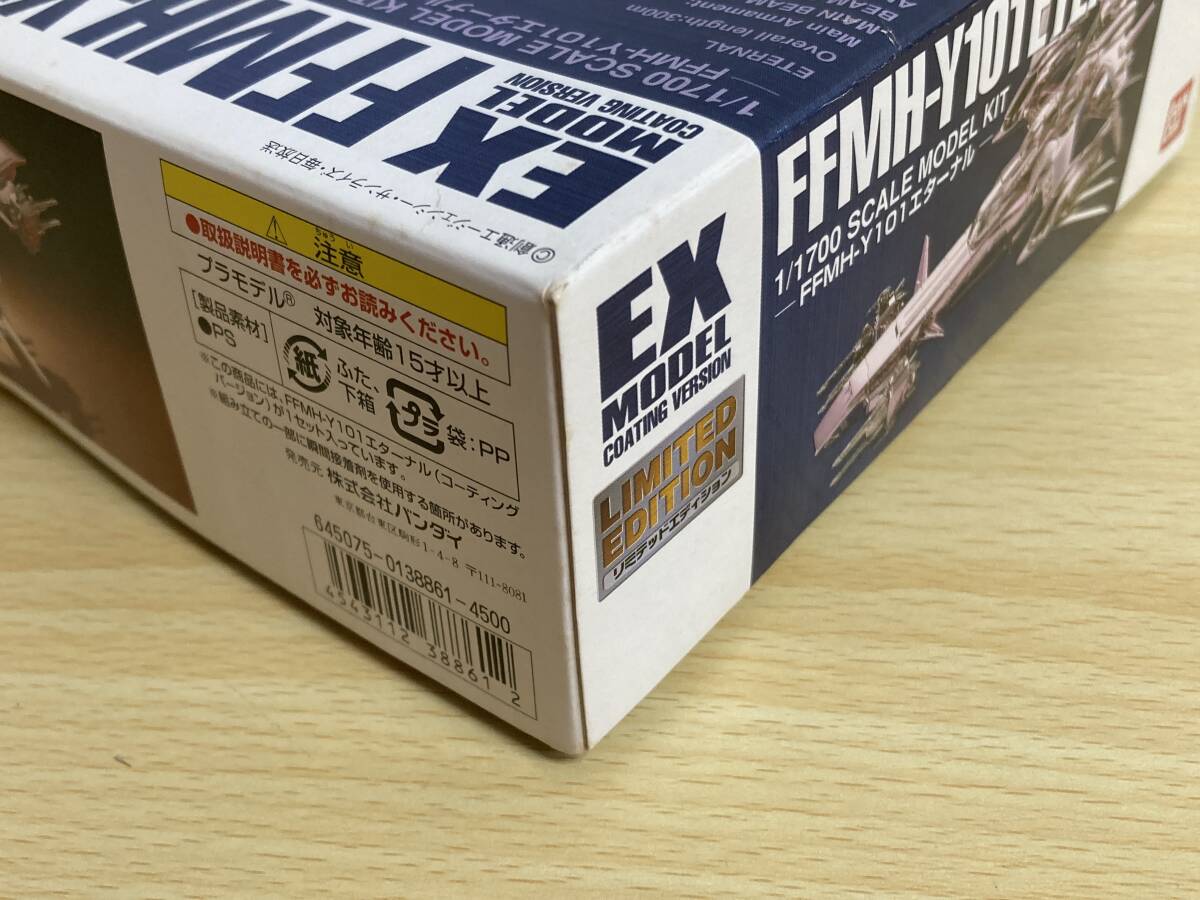 EX
MODEL
COATING VERSION
FFMH-Y
©創通エージェンシー・サンライズ・毎日放送
1/1700 SCALE MODEL KIT
FFMH-Y101エターナル
ETERNAL
Overall length:300m
Main Armament:
MAIN BEAM
BEAM
注意
ちゅうい
●取扱説明書を必ずお読みください。
プラモデル® 対象年齢15才以上
[製品素材]
●PS
紙
ふた、
下箱
プラ
袋:PP
※この商品には、FFMH-Y101エターナル(コーティング
バージョン)が1セット入っています。
※組み立ての一部に瞬間接着剤を使用する箇所があります。
発売元 株式会社バンダイ
東京都台東区駒形1-4-8 〒111-8081
645075-0138861-4500
4543112 38861 2
EX
MODEL
COATING VERSION
LIMITED
EDITION
リミテッドエディション
FFMH-Y101 ETE
1/1700 SCALE MODEL KIT
FFMH-Y101エターナル